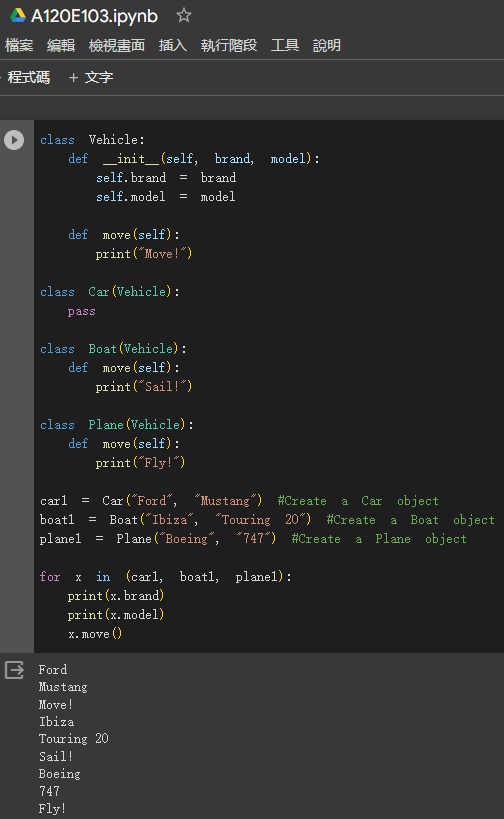 A120E103.ipynb
檔案 編輯 檢視畫面 插入 執行階段 工具 說明
程式碼 + 文字
class Vehicle:
    def __init__(self, brand, model):
        self.brand = brand
        self.model = model
    def move(self):
        print("Move!")
class Car(Vehicle):
    pass
class Boat(Vehicle):
    def move(self):
        print("Sail!")
class Plane(Vehicle):
    def move(self):
        print("Fly!")
car1 = Car("Ford", "Mustang") #Create a Car object
boat1 = Boat("Ibiza", "Touring 20") #Create a Boat object
plane1 = Plane("Boeing", "747") #Create a Plane object
for x in (car1, boat1, plane1):
    print(x.brand)
    print(x.model)
    x.move()
Ford
Mustang
Move!
Ibiza
Touring 20
Sail!
Boeing
747
Fly!